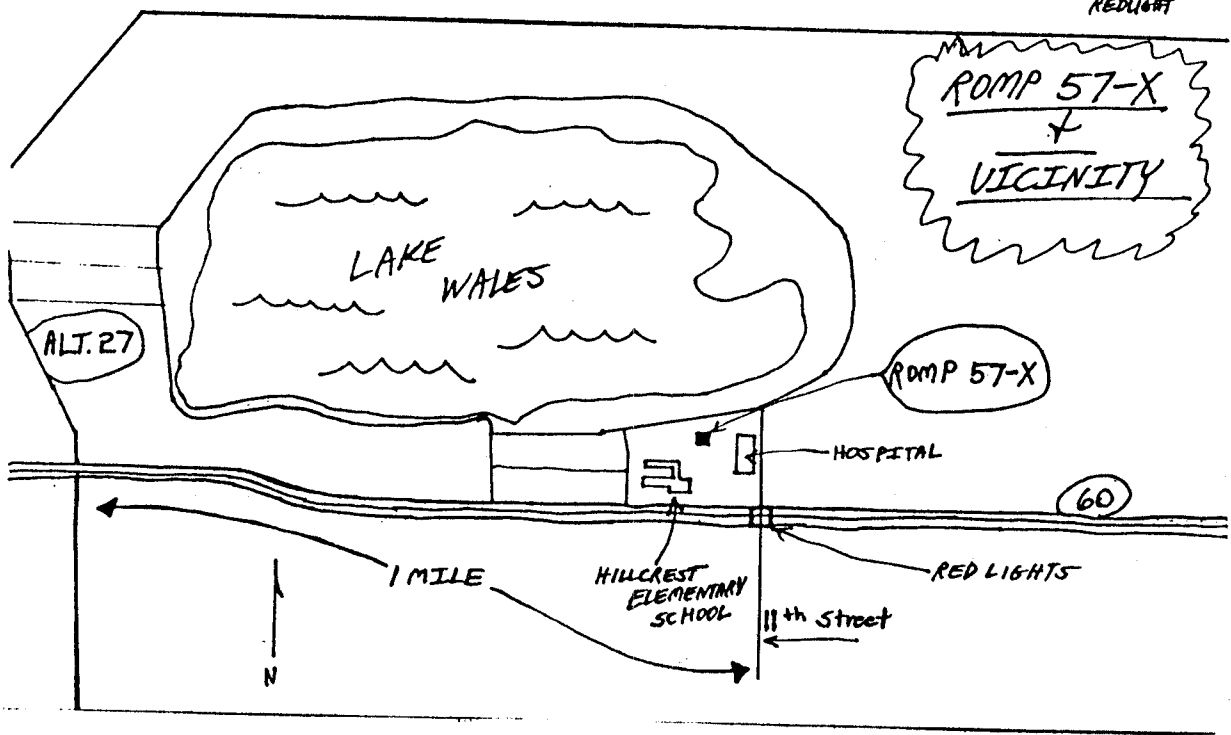 REDLIGHT
ROMP 57-X
+
VICINITY
LAKE
WALES
ALT. 27
ROMP 57-X
HOSPITAL
60
1 MILE
HILLCREST
ELEMENTARY
SCHOOL
RED LIGHTS
11th Street
N